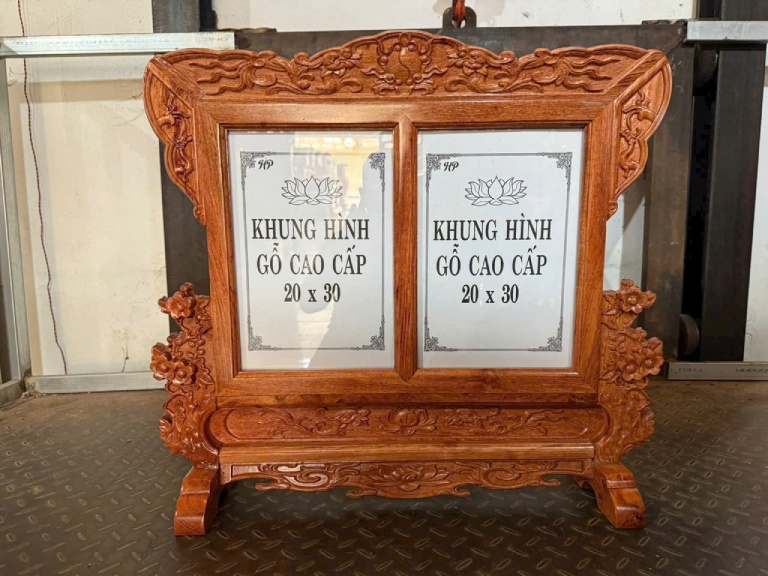 HP
KHUNG HÌNH
GỖ CAO CẤP
20 x 30
HP
KHUNG HÌNH
GỖ CAO CẤP
20 x 30